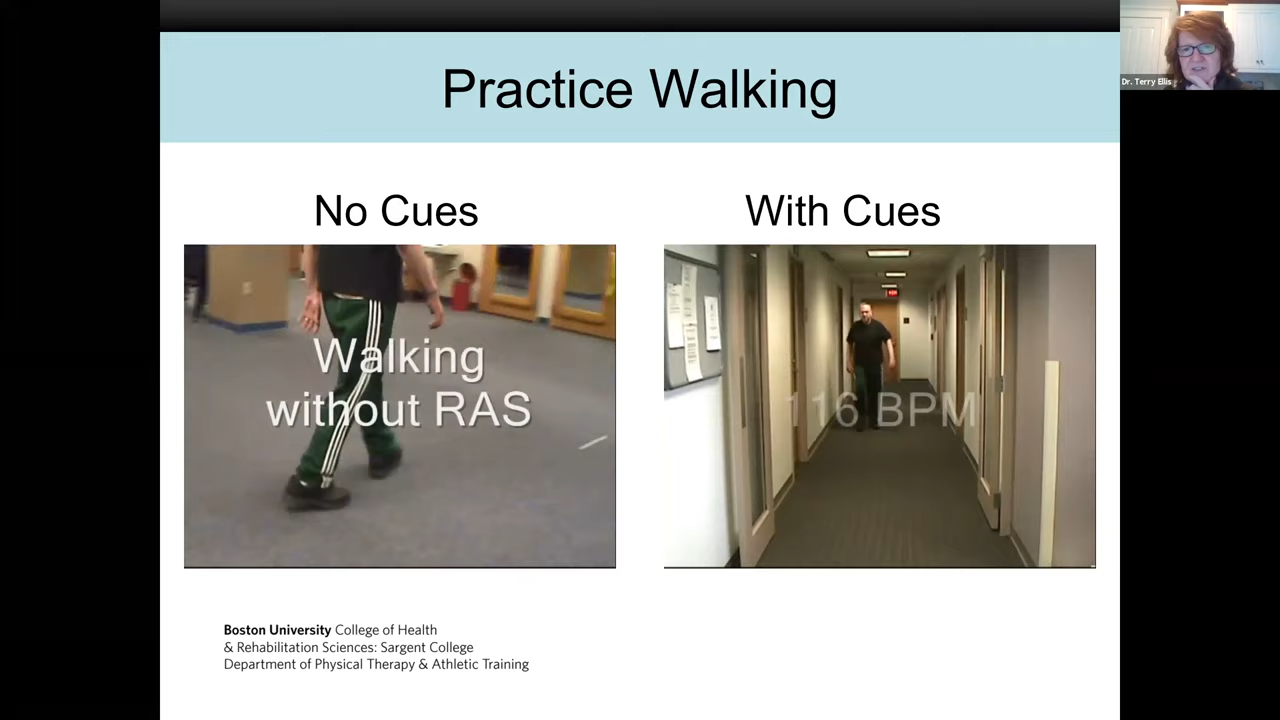 Practice Walking
No Cues
With Cues
Walking
without RAS
116 BPM
Boston University College of Health
& Rehabilitation Sciences: Sargent College
Department of Physical Therapy & Athletic Training
Dr. Terry Ellis